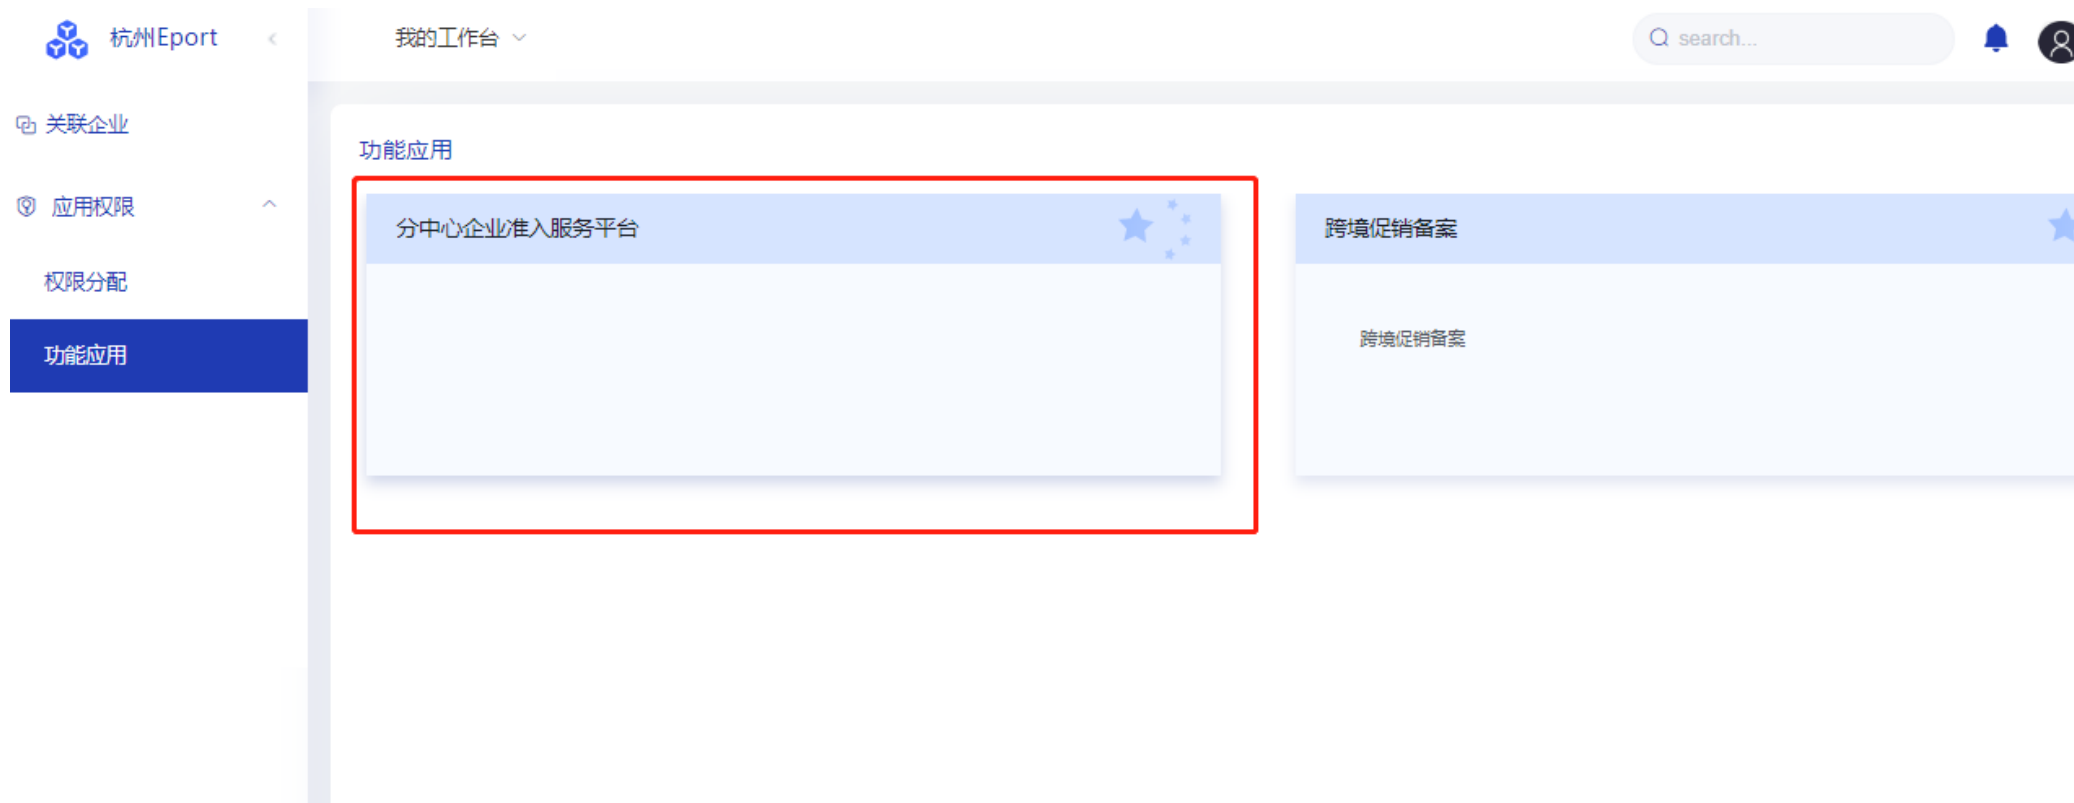 杭州Eport
我的工作台
search...
关联企业
应用权限
权限分配
功能应用
功能应用
分中心企业准入服务平台
跨境促销备案
跨境促销备案